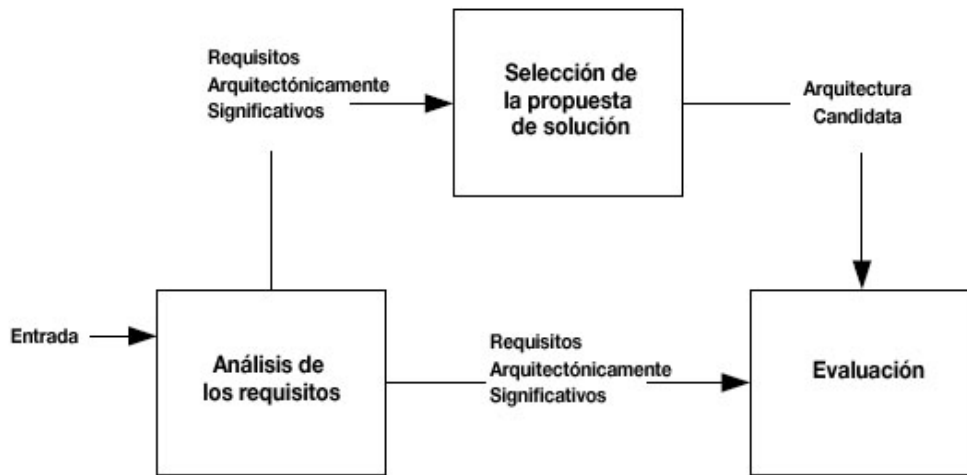 Requisitos
Arquitectónicamente
Significativos
Selección de
la propuesta
de solución
Arquitectura
Candidata
Entrada
Análisis de
los requisitos
Requisitos
Arquitectónicamente
Significativos
Evaluación